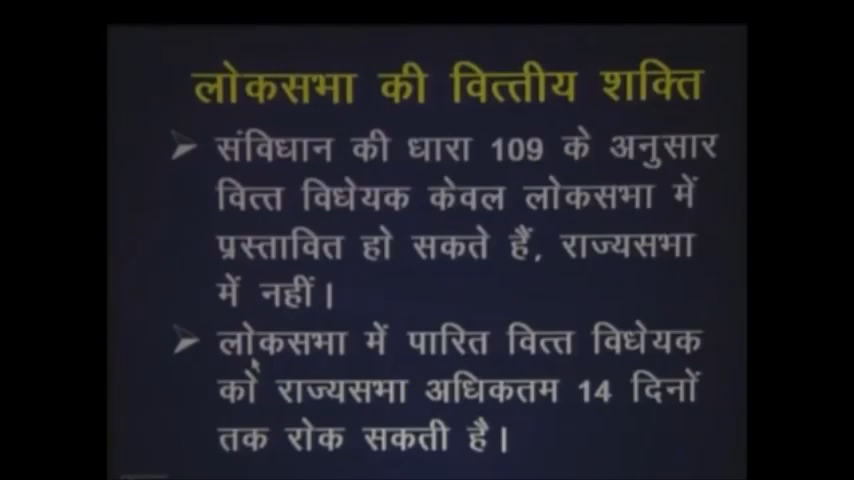 लोकसभा की वित्तीय शक्ति
संविधान की धारा 109 के अनुसार
वित्त विधेयक केवल लोकसभा में
प्रस्तावित हो सकते हैं, राज्यसभा
में नहीं।
लोकसभा में पारित वित्त विधेयक
को राज्यसभा अधिकतम 14 दिनों
तक रोक सकती है।